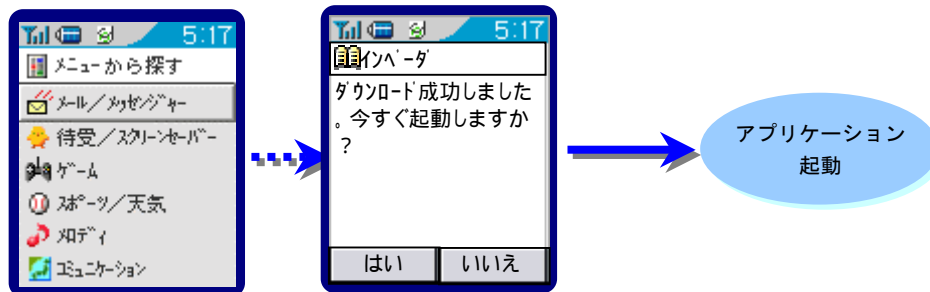 5:17
メニューから探す
メール／メッセンジャー
待受／スクリーンセーバー
ゲーム
スポーツ／天気
メロディ
コミュニケーション
5:17
インベーダ
ダウンロード成功しました
。今すぐ起動しますか
？
はい
いいえ
アプリケーション
起動